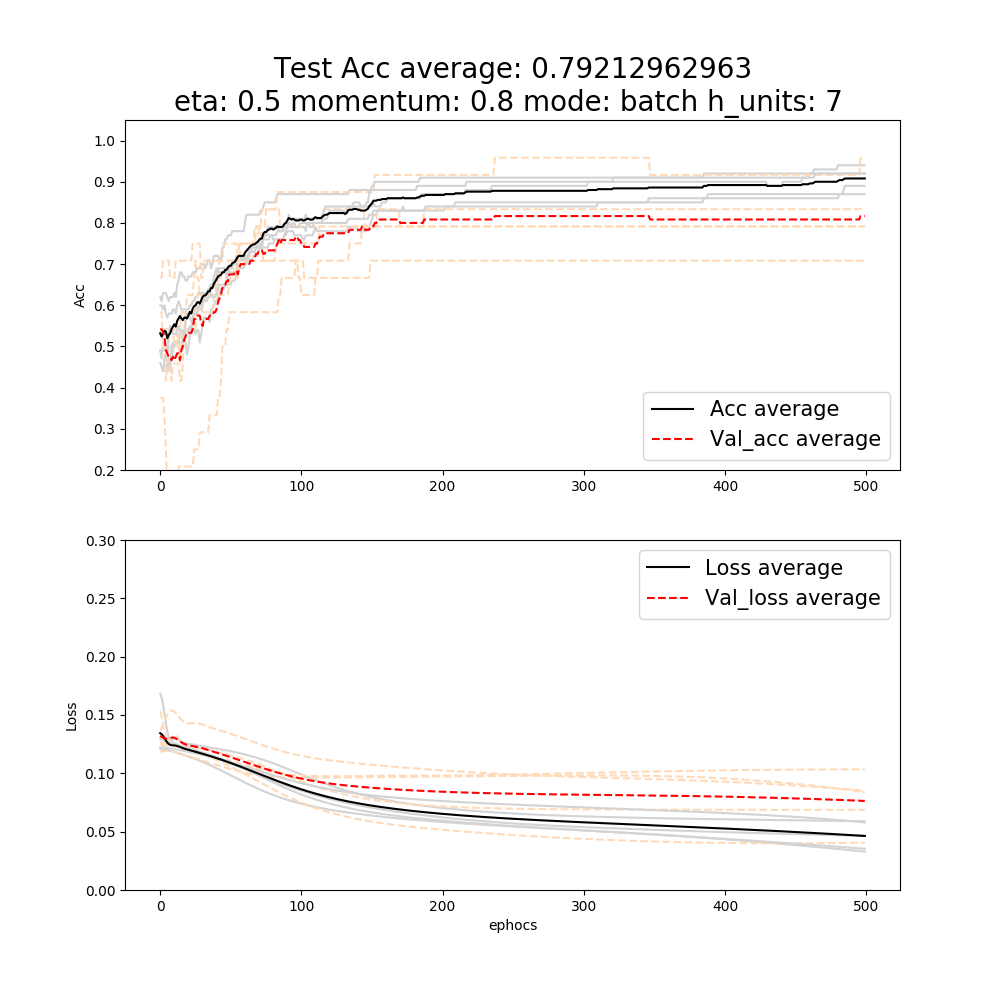 Test Acc average: 0.79212962963
eta: 0.5 momentum: 0.8 mode: batch h_units: 7
1.0
0.9
0.8
0.7
0.6
0.5
0.4
0.3
0.2
Acc
Acc average
Val_acc average
0 100 200 300 400 500
0.30
0.25
0.20
0.15
0.10
0.05
0.00
Loss
Loss average
Val_loss average
0 100 200 300 400 500
ephocs